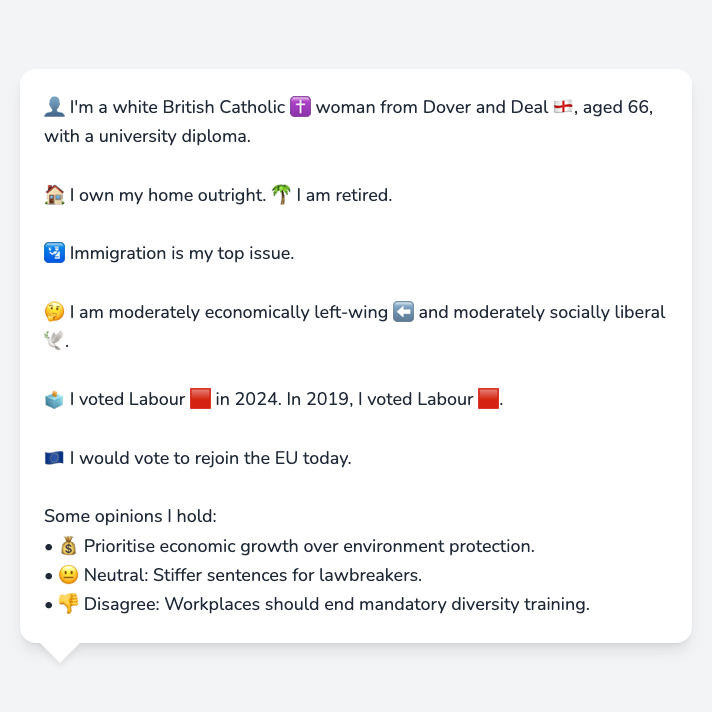 👤 I'm a white British Catholic ✝️ woman from Dover and Deal 🏴󠁧󠁢󠁥󠁮󠁧󠁿, aged 66,
with a university diploma.
🏠 I own my home outright. 🌴 I am retired.
🛂 Immigration is my top issue.
🤔 I am moderately economically left-wing ⬅️ and moderately socially liberal
🕊️.
🗳️ I voted Labour 🟥 in 2024. In 2019, I voted Labour 🟥.
🇪🇺 I would vote to rejoin the EU today.
Some opinions I hold:
• 💰 Prioritise economic growth over environment protection.
• 😐 Neutral: Stiffer sentences for lawbreakers.
• 👎 Disagree: Workplaces should end mandatory diversity training.